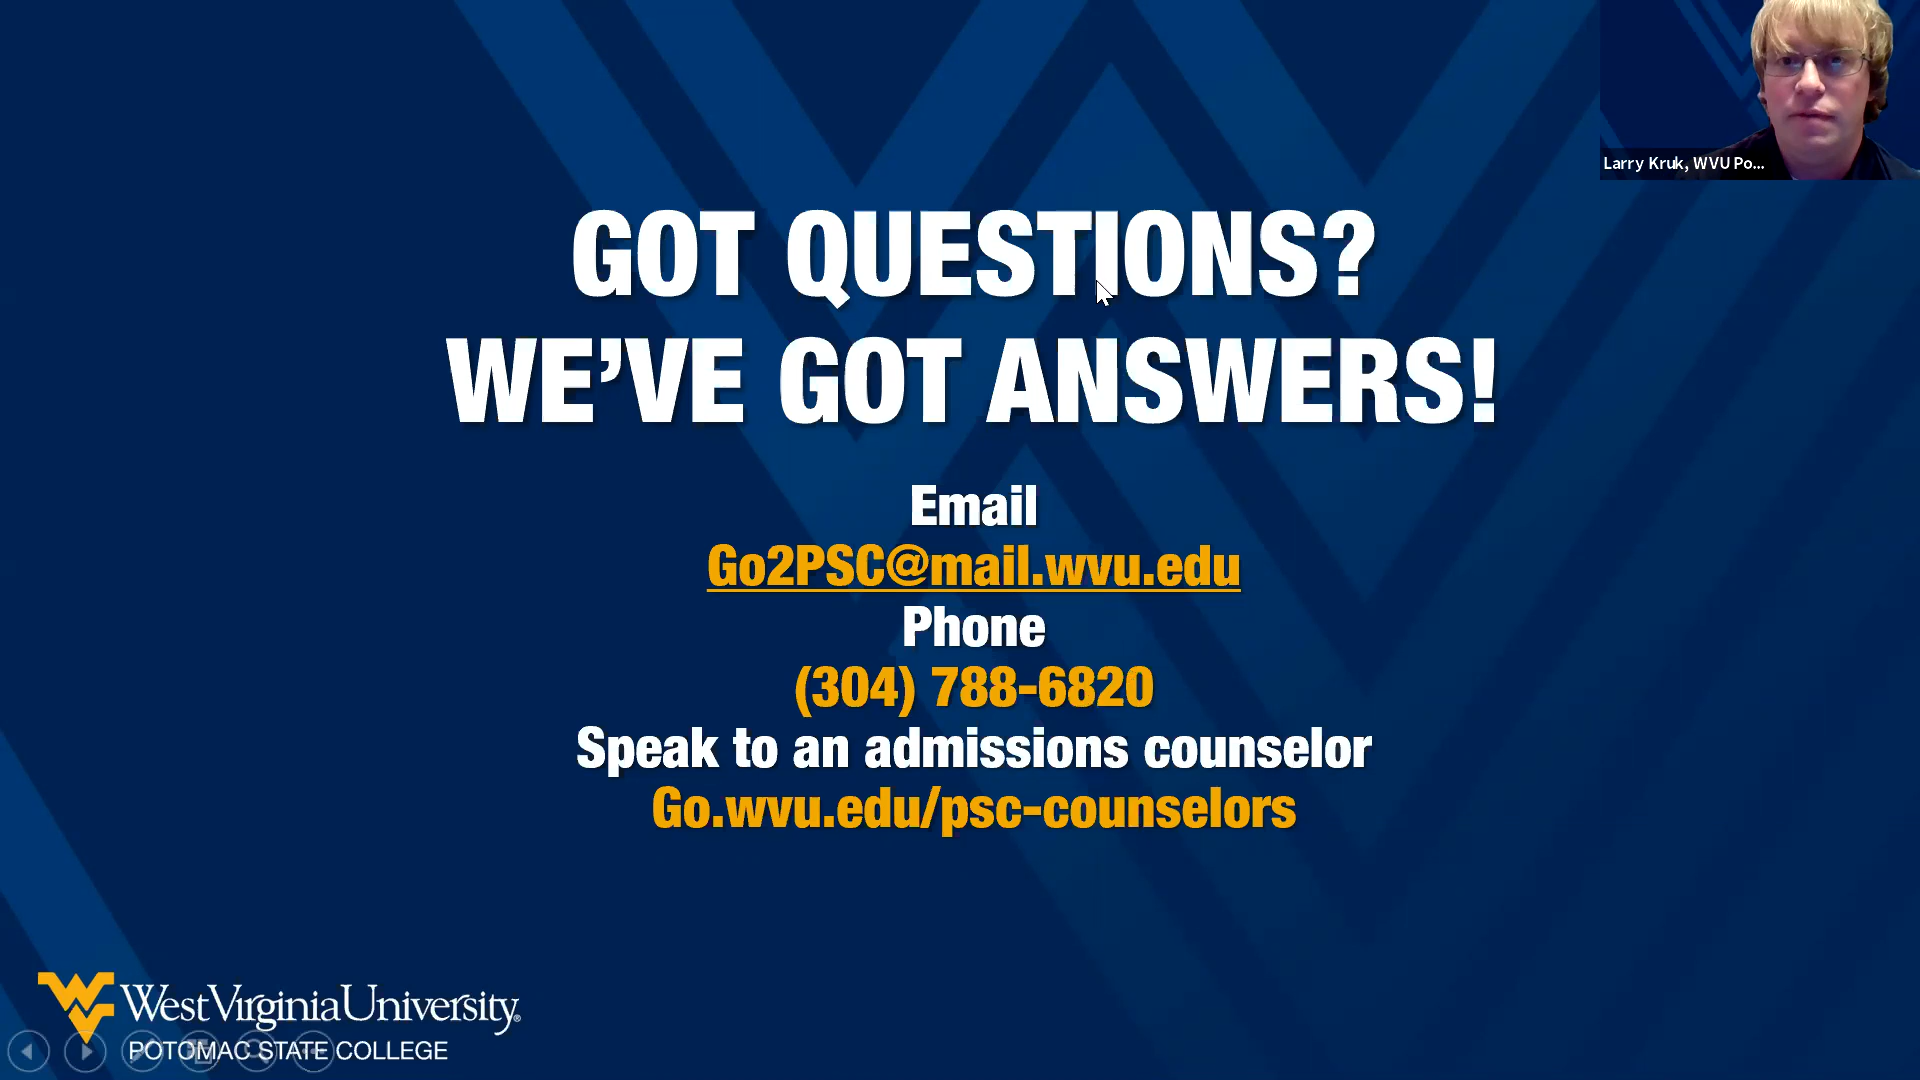 Larry Kruk, WVU Po...
GOT QUESTIONS?
WE’VE GOT ANSWERS!
Email
Go2PSC@mail.wvu.edu
Phone
(304) 788-6820
Speak to an admissions counselor
Go.wvu.edu/psc-counselors
WestVirginiaUniversity®
POTOMAC STATE COLLEGE